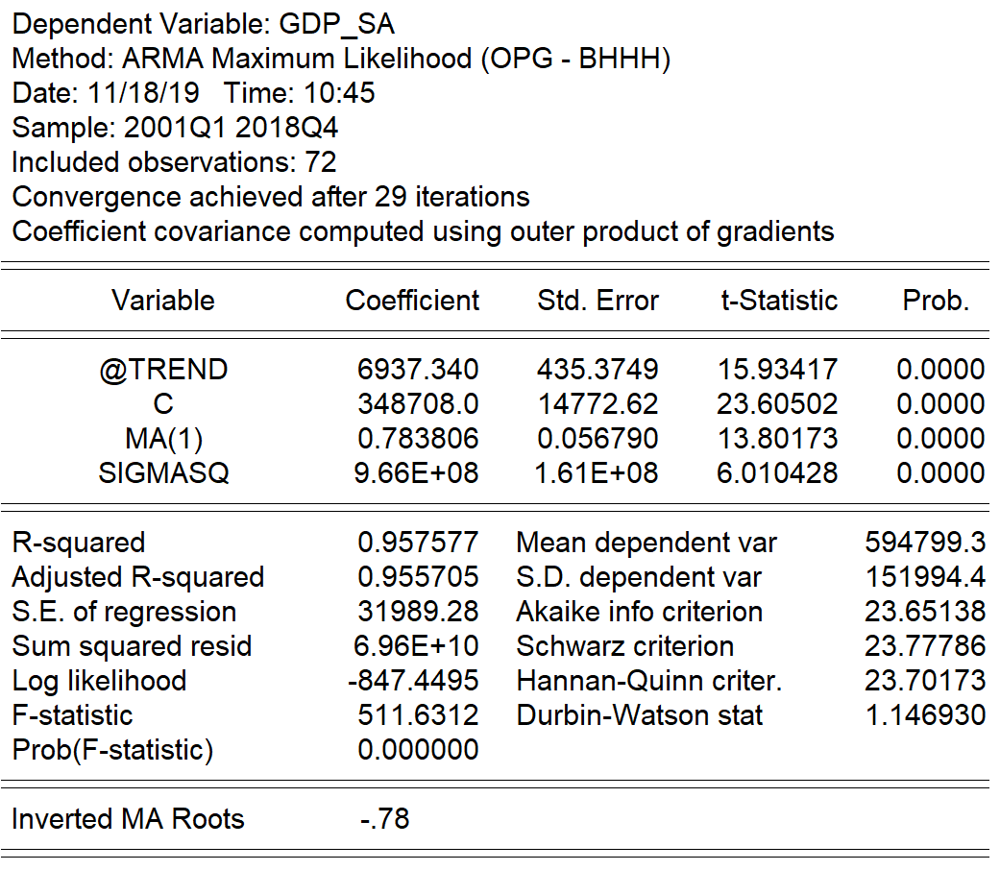 Dependent Variable: GDP_SA
Method: ARMA Maximum Likelihood (OPG - BHHH)
Date: 11/18/19 Time: 10:45
Sample: 2001Q1 2018Q4
Included observations: 72
Convergence achieved after 29 iterations
Coefficient covariance computed using outer product of gradients
Variable Coefficient Std. Error t-Statistic Prob.
@TREND 6937.340 435.3749 15.93417 0.0000
C 348708.0 14772.62 23.60502 0.0000
MA(1) 0.783806 0.056790 13.80173 0.0000
SIGMASQ 9.66E+08 1.61E+08 6.010428 0.0000
R-squared 0.957577 Mean dependent var 594799.3
Adjusted R-squared 0.955705 S.D. dependent var 151994.4
S.E. of regression 31989.28 Akaike info criterion 23.65138
Sum squared resid 6.96E+10 Schwarz criterion 23.77786
Log likelihood -847.4495 Hannan-Quinn criter. 23.70173
F-statistic 511.6312 Durbin-Watson stat 1.146930
Prob(F-statistic) 0.000000
Inverted MA Roots -.78